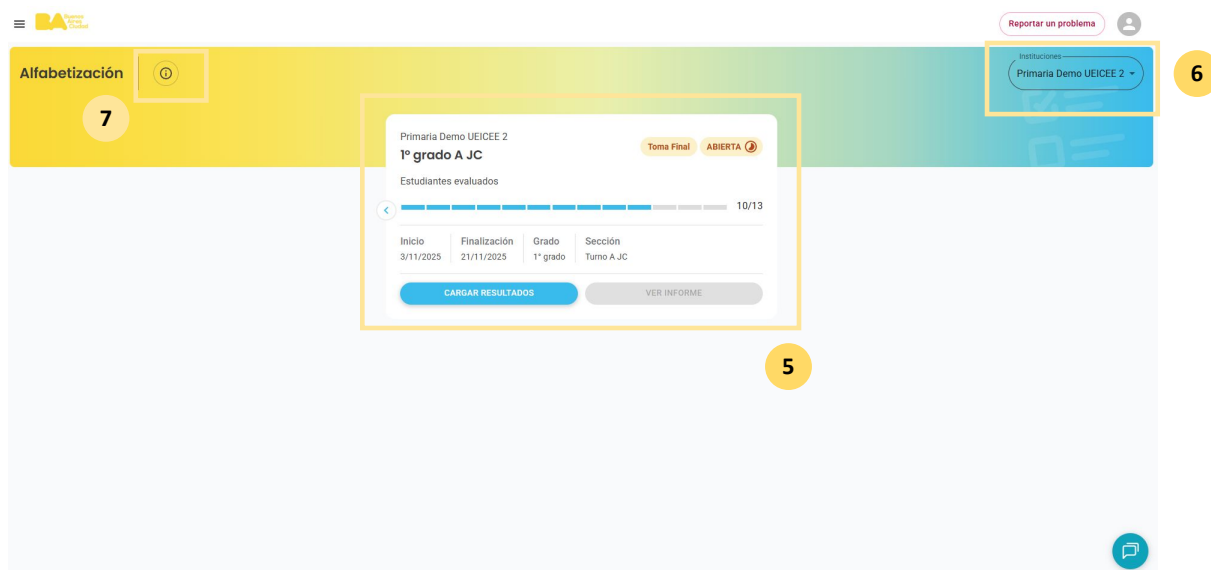 Buenos
Aires
Ciudad
Reportar un problema
Alfabetización
Instituciones
Primaria Demo UEICEE 2
6
7
Primaria Demo UEICEE 2
1° grado A JC
Toma Final
ABIERTA
Estudiantes evaluados
10/13
Inicio Finalización Grado Sección
3/11/2025 21/11/2025 1° grado Turno A JC
CARGAR RESULTADOS VER INFORME
5